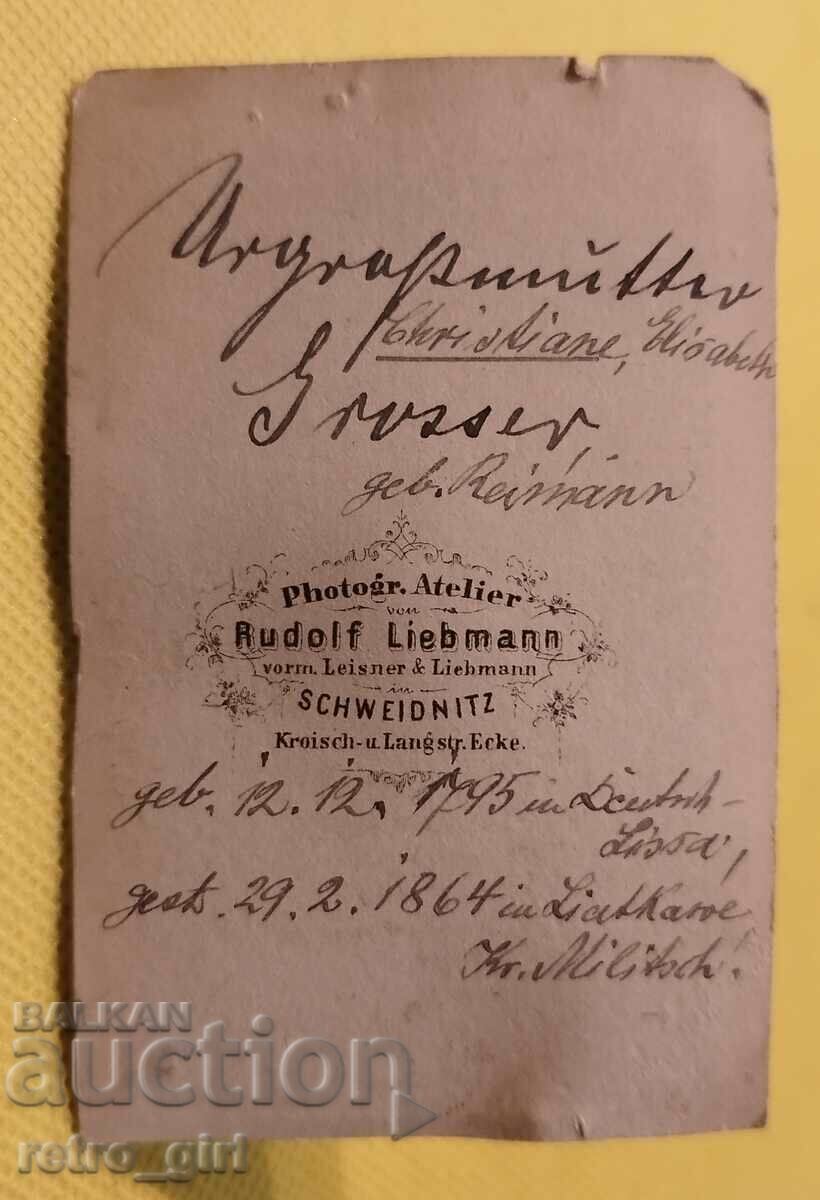 Urgroßmutter
Christiane, Elisabeth
Grosser,
geb. Reimann
Photogr. Atelier
von
Rudolf Liebmann
vorm. Leisner & Liebmann
in
SCHWEIDNITZ
Kroisch- u. Langstr. Ecke.
geb. 12. 12. 1795 in Deutsch-
Lissa,
gest. 29. 2. 1864 in Liatkawe
Kr. Militsch.
BALKAN
auction
retro_girl